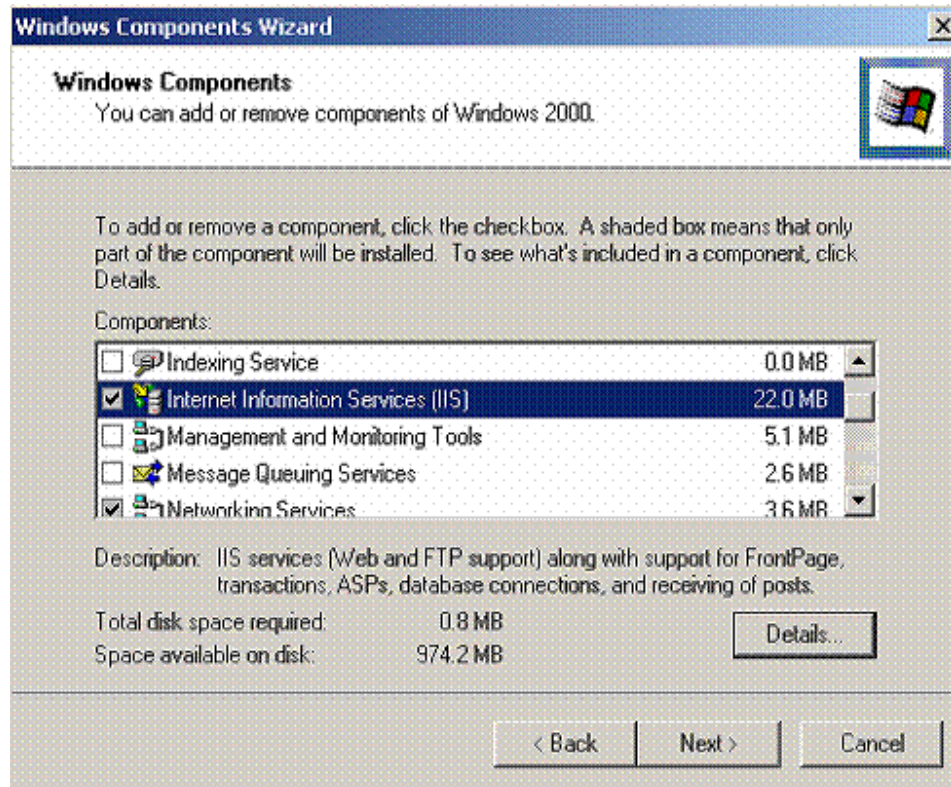 Windows Components Wizard
Windows Components
You can add or remove components of Windows 2000.
To add or remove a component, click the checkbox. A shaded box means that only
part of the component will be installed. To see what's included in a component, click
Details.
Components:
Indexing Service 0.0 MB
Internet Information Services (IIS) 22.0 MB
Management and Monitoring Tools 5.1 MB
Message Queuing Services 2.6 MB
Networking Services 3.6 MB
Description: IIS services (Web and FTP support) along with support for FrontPage,
transactions, ASPs, database connections, and receiving of posts.
Total disk space required: 0.8 MB
Space available on disk: 974.2 MB
Details...
< Back Next > Cancel